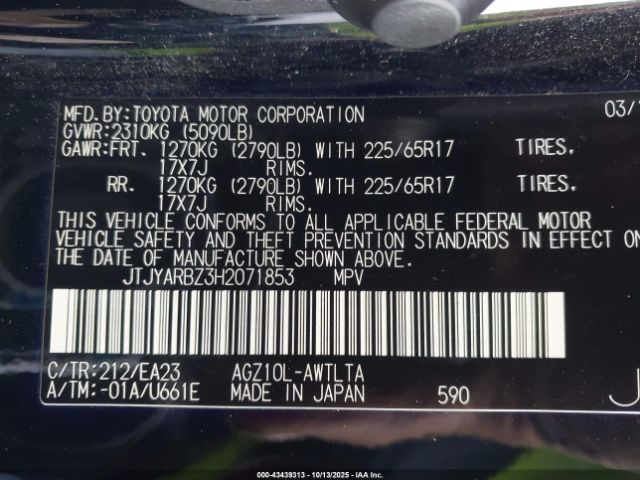 MFD.BY:TOYOTA MOTOR CORPORATION 03/
GVWR:2310KG (5090LB)
GAWR:FRT. 1270KG (2790LB) WITH 225/65R17 TIRES.
17X7J RIMS.
RR. 1270KG (2790LB) WITH 225/65R17 TIRES.
17X7J RIMS.
THIS VEHICLE CONFORMS TO ALL APPLICABLE FEDERAL MOTOR
VEHICLE SAFETY AND THEFT PREVENTION STANDARDS IN EFFECT ON
THE DATE OF MANUFACTURE SHOWN ABOVE.
JTJYARBZ3H2071853 MPV
C/TR:212/EA23 AGZ10L-AWTLTA
A/TM:-01A/U661E MADE IN JAPAN 590 J
000-43439313 - 10/13/2025 - IAA Inc.